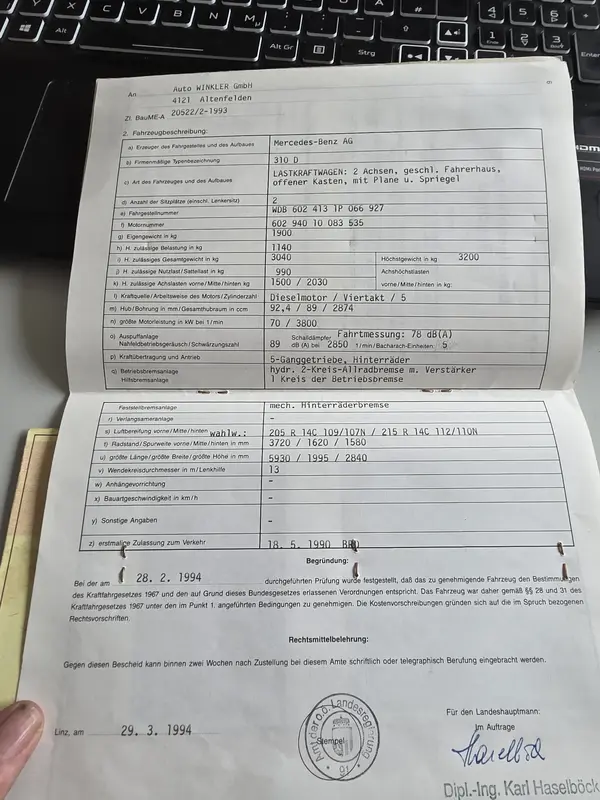 An Auto WINKLER GmbH
4121 Altenfelden
Zl. BauME-A 20522/2-1993
2. Fahrzeugbeschreibung:
a) Erzeuger des Fahrgestelles und des Aufbaues Mercedes-Benz AG
b) Firmenmäßige Typenbezeichnung 310 D
c) Art des Fahrzeuges und des Aufbaues LASTKRAFTWAGEN: 2 Achsen, geschl. Fahrerhaus,
offener Kasten, mit Plane u. Spriegel
d) Anzahl der Sitzplätze (einschl. Lenkersitz) 2
e) Fahrgestellnummer WDB 602 413 1P 066 927
f) Motornummer 602 940 10 083 535
g) Eigengewicht in kg 1900
h) H. zulässige Belastung in kg 1140
i) H. zulässiges Gesamtgewicht in kg 3040 Höchstgewicht in kg 3200
j) H. zulässige Nutzlast/Sattellast in kg 990 Achshöchstlasten
k) H. zulässige Achslasten vorne/Mitte/hinten kg 1500 / 2030 vorne/Mitte/hinten in kg:
l) Kraftquelle/Arbeitsweise des Motors/Zylinderzahl Dieselmotor / Viertakt / 5
m) Hub/Bohrung in mm/Gesamthubraum in ccm 92,4 / 89 / 2874
n) größte Motorleistung in kW bei 1/min 70 / 3800
o) Auspuffanlage Schalldämpfer Fahrtmessung: 78 dB(A)
Nahfeldbetriebsgeräusch/Schwärzungszahl 89 dB (A) bei 2850 1/min/Bacharach-Einheiten 5
p) Kraftübertragung und Antrieb 5-Ganggetriebe, Hinterräder
q) Betriebsbremsanlage hydr. 2-Kreis-Allradbremse m. Verstärker
Hilfsbremsanlage 1 Kreis der Betriebsbremse
Feststellbremsanlage mech. Hinterräderbremse
r) Verlangsameranlage -
s) Luftbereifung vorne/Mitte/hinten wahlw.: 205 R 14C 109/107N / 215 R 14C 112/110N
t) Radstand/Spurweite vorne/Mitte/hinten in mm 3720 / 1620 / 1580
u) größte Länge/größte Breite/größte Höhe in mm 5930 / 1995 / 2840
v) Wendekreisdurchmesser in m/Lenkhilfe 13
w) Anhängevorrichtung -
x) Bauartgeschwindigkeit in km/h -
y) Sonstige Angaben -
z) erstmalige Zulassung zum Verkehr 18. 5. 1990 BRD
Begründung:
Bei der am 28. 2. 1994 durchgeführten Prüfung wurde festgestellt, daß das zu genehmigende Fahrzeug den Bestimmungen
des Kraftfahrgesetzes 1967 und den auf Grund dieses Bundesgesetzes erlassenen Verordnungen entspricht. Das Fahrzeug war daher gemäß §§ 28 und 31 des
Kraftfahrgesetzes 1967 unter den im Punkt 1. angeführten Bedingungen zu genehmigen. Die Kostenvorschreibungen gründen sich auf die im Spruch bezogenen
Rechtsvorschriften.
Rechtsmittelbelehrung:
Gegen diesen Bescheid kann binnen zwei Wochen nach Zustellung bei diesem Amte schriftlich oder telegraphisch Berufung eingebracht werden.
Für den Landeshauptmann:
Im Auftrage
Linz, am 29. 3. 1994
Amt der o.ö. Landesregierung
Stempel
91
Dipl.-Ing. Karl Haselböck